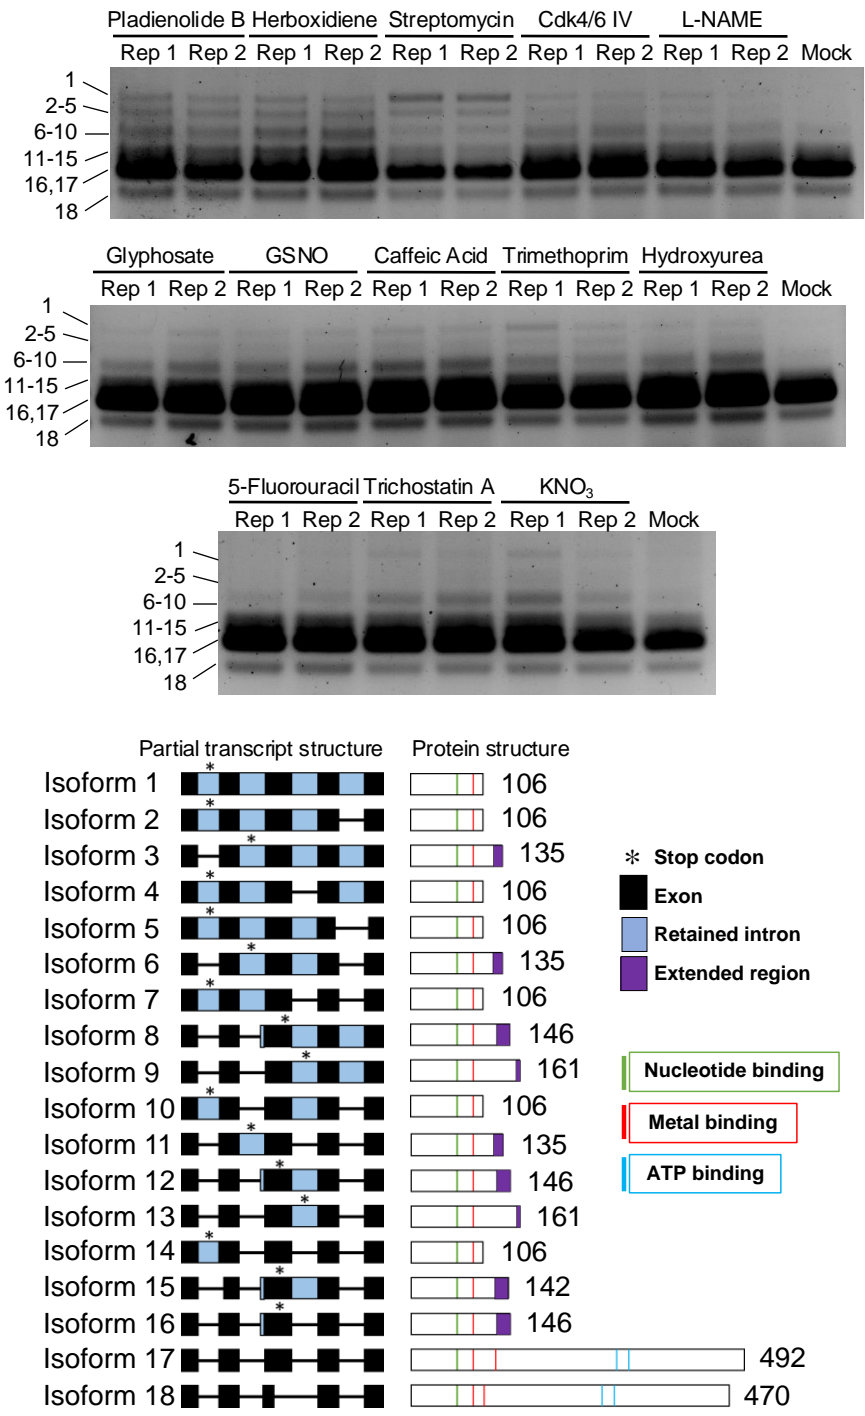 Pladienolide B Herboxidiene Streptomycin Cdk4/6 IV L-NAME
Rep 1 Rep 2 Rep 1 Rep 2 Rep 1 Rep 2 Rep 1 Rep 2 Rep 1 Rep 2 Mock
1
2-5
6-10
11-15
16,17
18
Glyphosate GSNO Caffeic Acid Trimethoprim Hydroxyurea
Rep 1 Rep 2 Rep 1 Rep 2 Rep 1 Rep 2 Rep 1 Rep 2 Rep 1 Rep 2 Mock
1
2-5
6-10
11-15
16,17
18
5-Fluorouracil Trichostatin A KNO₃
Rep 1 Rep 2 Rep 1 Rep 2 Rep 1 Rep 2 Mock
1
2-5
6-10
11-15
16,17
18
Partial transcript structure Protein structure
*
Isoform 1 106
*
Isoform 2 106
*
Isoform 3 135
*
Isoform 4 106
*
Isoform 5 106
*
Isoform 6 135
*
Isoform 7 106
*
Isoform 8 146
*
Isoform 9 161
*
Isoform 10 106
*
Isoform 11 135
*
Isoform 12 146
*
Isoform 13 161
*
Isoform 14 106
*
Isoform 15 142
*
Isoform 16 146
Isoform 17 492
Isoform 18 470
* Stop codon
Exon
Retained intron
Extended region
Nucleotide binding
Metal binding
ATP binding